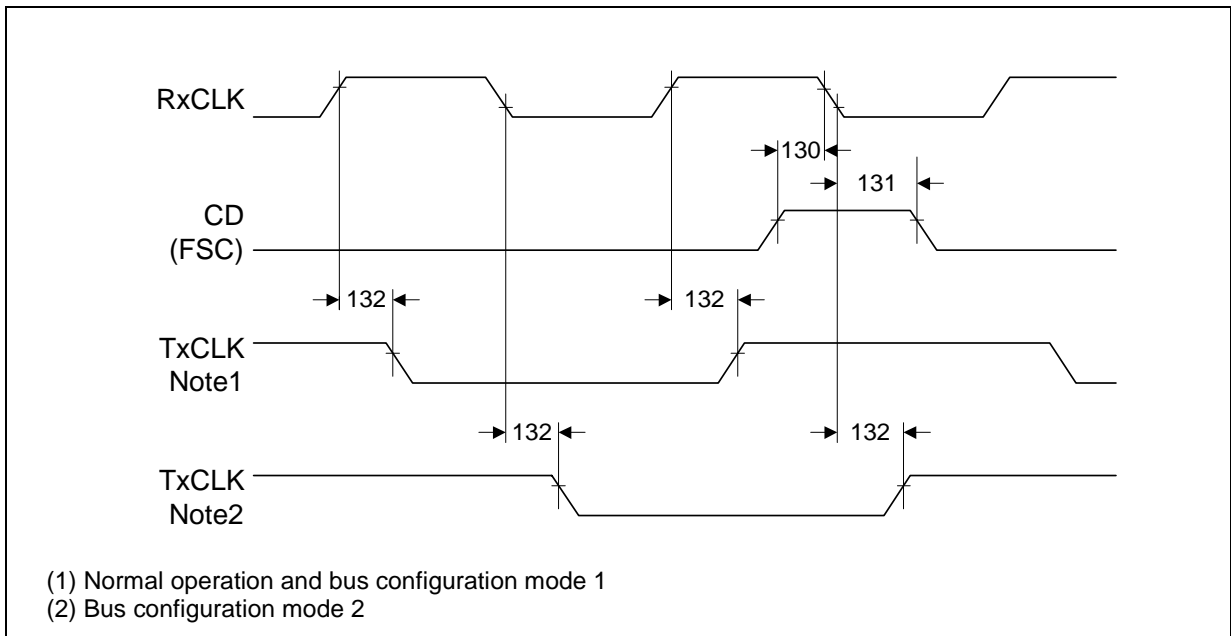 RxCLK
130
131
CD
(FSC)
132
132
TxCLK
Note1
132
132
TxCLK
Note2
(1) Normal operation and bus configuration mode 1
(2) Bus configuration mode 2